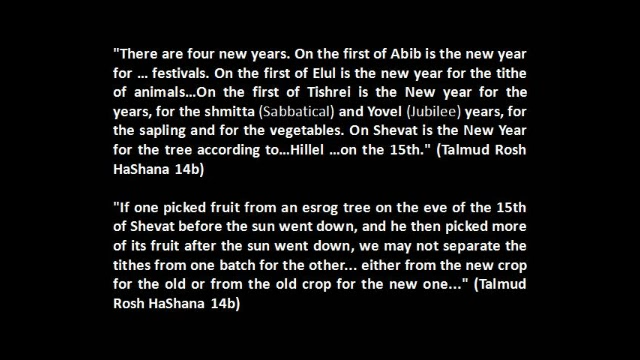 "There are four new years. On the first of Abib is the new year
for … festivals. On the first of Elul is the new year for the tithe
of animals…On the first of Tishrei is the New year for the
years, for the shmitta (Sabbatical) and Yovel (Jubilee) years, for
the sapling and for the vegetables. On Shevat is the New Year
for the tree according to…Hillel …on the 15th." (Talmud Rosh
HaShana 14b)
"If one picked fruit from an esrog tree on the eve of the 15th
of Shevat before the sun went down, and he then picked more
of its fruit after the sun went down, we may not separate the
tithes from one batch for the other... either from the new crop
for the old or from the old crop for the new one..." (Talmud
Rosh HaShana 14b)